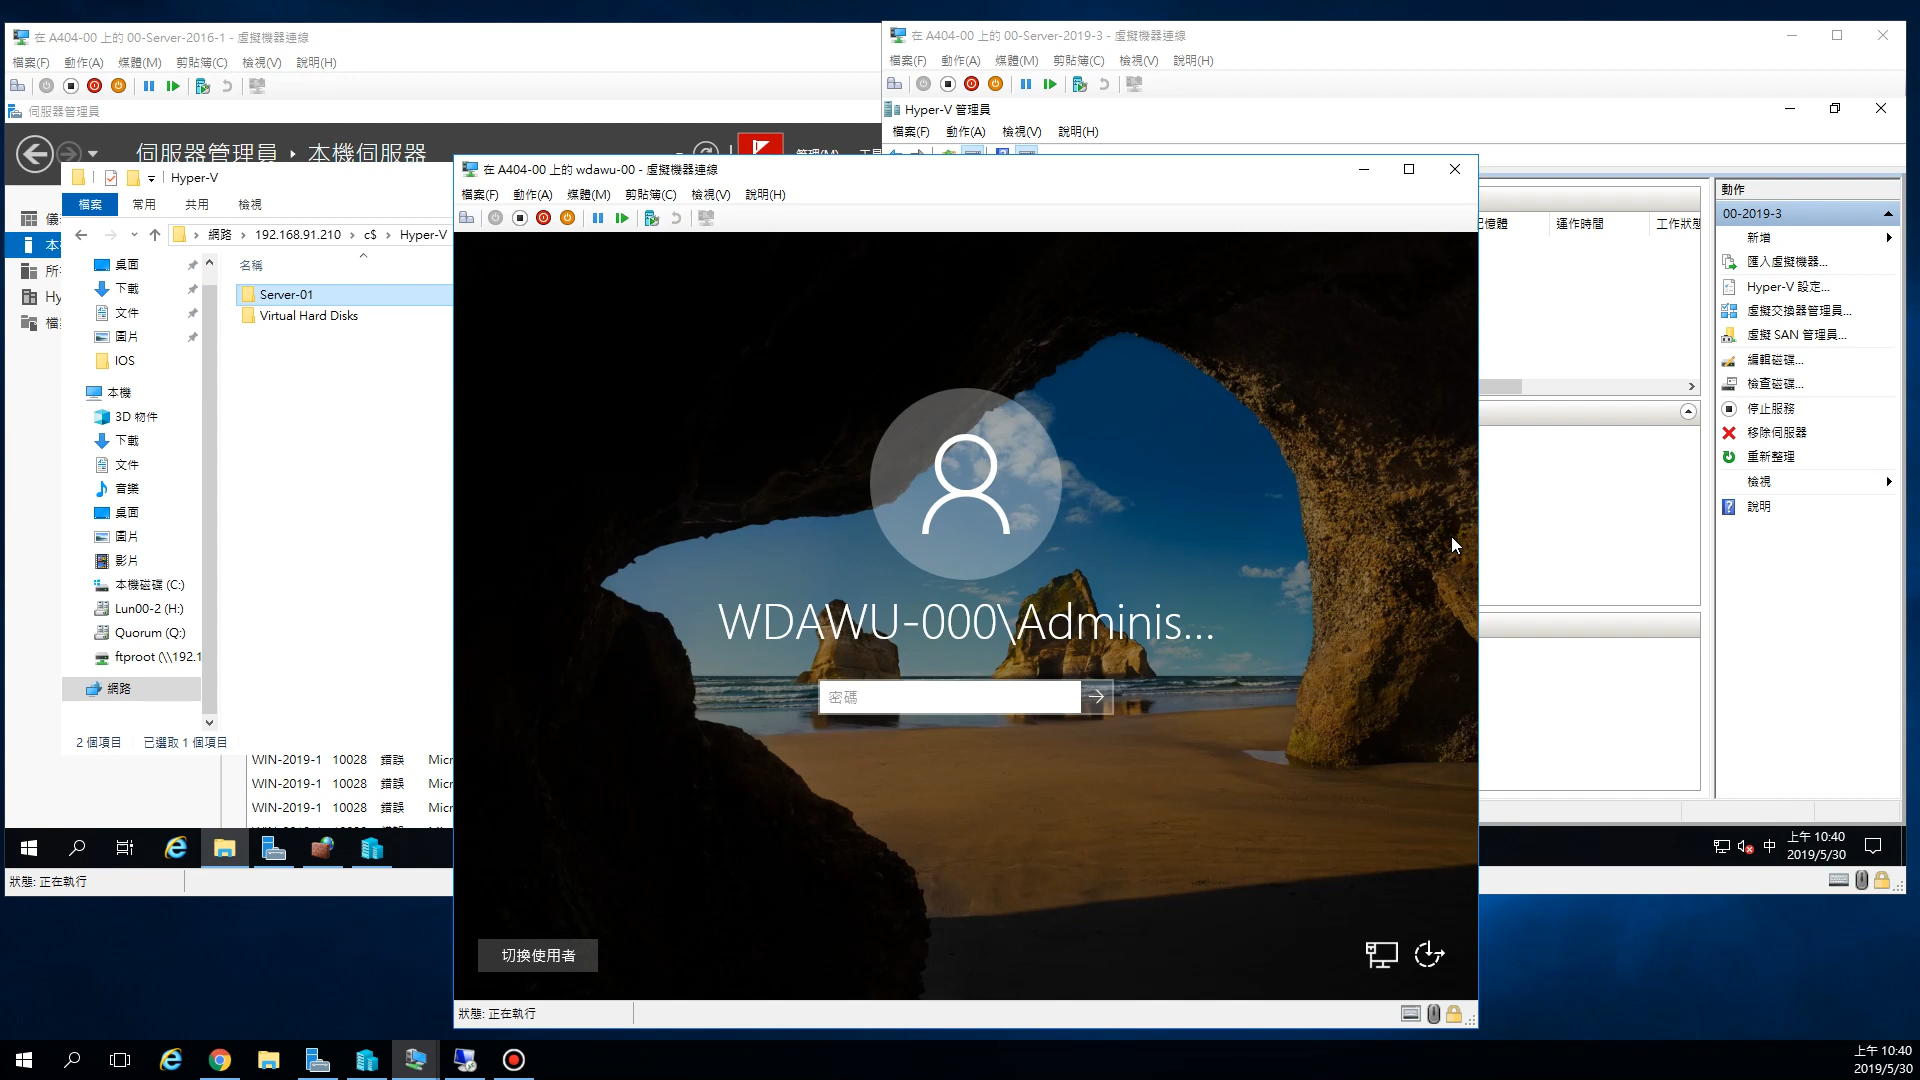 在 A404-00 上的 00-Server-2016-1 - 虛擬機器連線
檔案(F) 動作(A) 媒體(M) 剪貼簿(C) 檢視(V) 說明(H)
伺服器管理員
伺服器管理員 ‣ 本機伺服器
Hyper-V
檔案 常用 共用 檢視
網路 192.168.91.210 c$ Hyper-V
名稱
桌面
下載
文件
圖片
IOS
本機
3D 物件
下載
文件
音樂
桌面
圖片
影片
本機磁碟 (C:)
Lun00-2 (H:)
Quorum (Q:)
ftproot (\\192.1
網路
Server-01
Virtual Hard Disks
2 個項目 已選取 1 個項目
WIN-2019-1 10028 錯誤 Micr
WIN-2019-1 10028 錯誤 Micr
WIN-2019-1 10028 錯誤 Micr
狀態: 正在執行
在 A404-00 上的 00-Server-2019-3 - 虛擬機器連線
檔案(F) 動作(A) 媒體(M) 剪貼簿(C) 檢視(V) 說明(H)
Hyper-V 管理員
檔案(F) 動作(A) 檢視(V) 說明(H)
憶體 運作時間 工作狀態
動作
00-2019-3
新增
匯入虛擬機器...
Hyper-V 設定...
虛擬交換器管理員...
虛擬 SAN 管理員...
編輯磁碟...
檢查磁碟...
停止服務
移除伺服器
重新整理
檢視
說明
中 上午 10:40
2019/5/30
在 A404-00 上的 wdawu-00 - 虛擬機器連線
檔案(F) 動作(A) 媒體(M) 剪貼簿(C) 檢視(V) 說明(H)
WDAWU-000\Adminis...
密碼
切換使用者
狀態: 正在執行
上午 10:40
2019/5/30